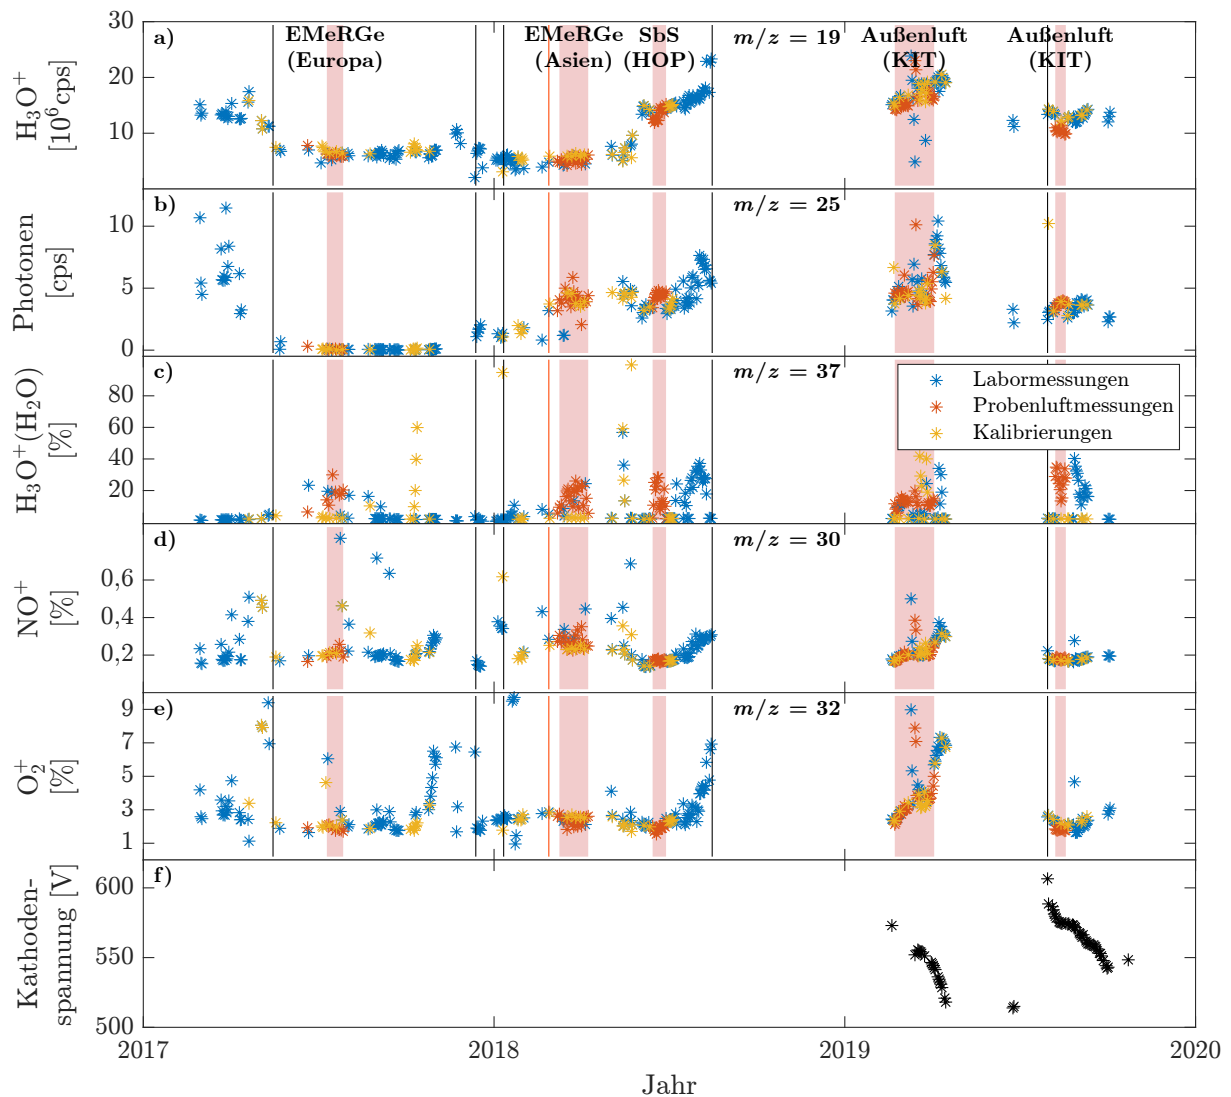 EMeRGe
(Europa)
EMeRGe
(Asien)
SbS
(HOP)
Außenluft
(KIT)
Außenluft
(KIT)
a)
m/z = 19
H₃O⁺
[10⁶cps]
30
20
10
b)
m/z = 25
Photonen
[cps]
10
5
0
c)
m/z = 37
H₃O⁺(H₂O)
[%]
80
60
40
20
Labormessungen
Probenluftmessungen
Kalibrierungen
d)
m/z = 30
NO⁺
[%]
0,6
0,4
0,2
e)
m/z = 32
O₂⁺
[%]
9
7
5
3
1
f)
Kathoden-
spannung [V]
600
550
500
2017 2018 2019 2020
Jahr